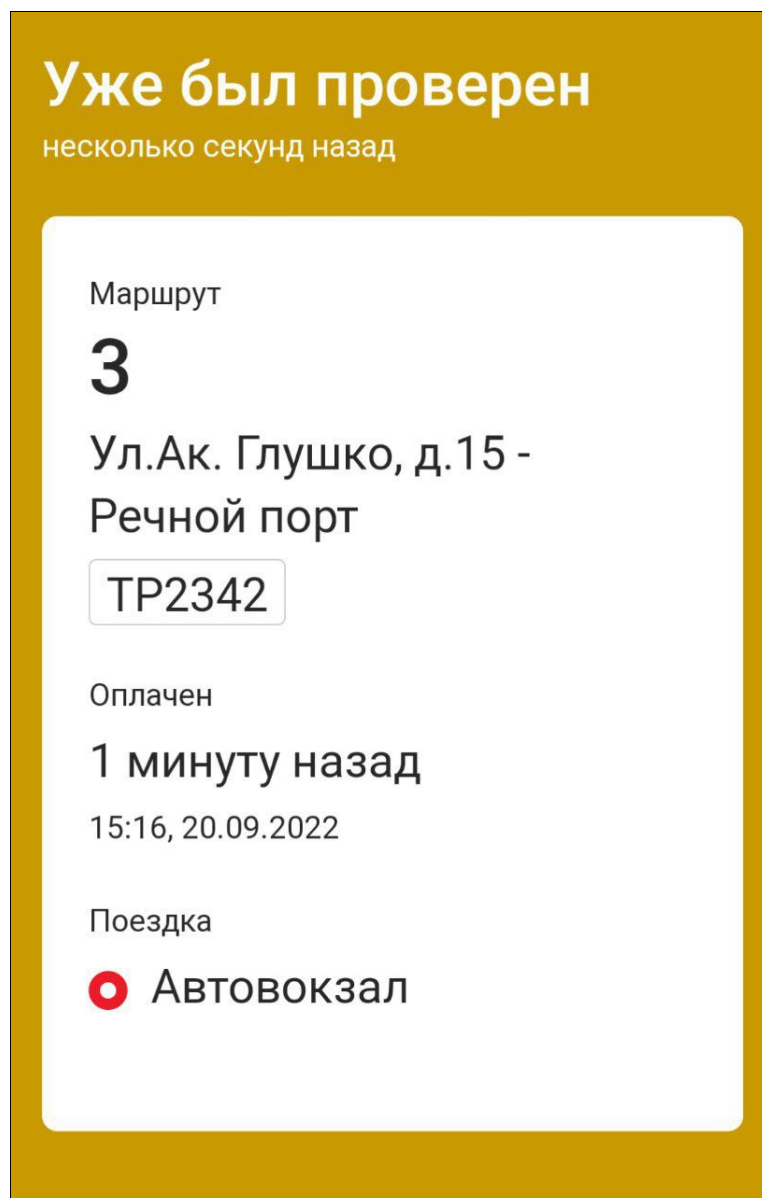 Уже был проверен
несколько секунд назад
Маршрут
3
Ул.Ак. Глушко, д.15 -
Речной порт
ТР2342
Оплачен
1 минуту назад
15:16, 20.09.2022
Поездка
Автовокзал